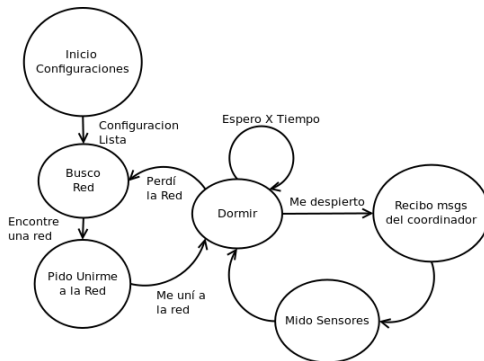 Inicio
Configuraciones
Configuracion
Lista
Espero X Tiempo
Busco
Red
Perdí
la Red
Dormir
Me despierto
Recibo msgs
del coordinador
Encontre
una red
Pido Unirme
a la Red
Me uní a
la red
Mido Sensores